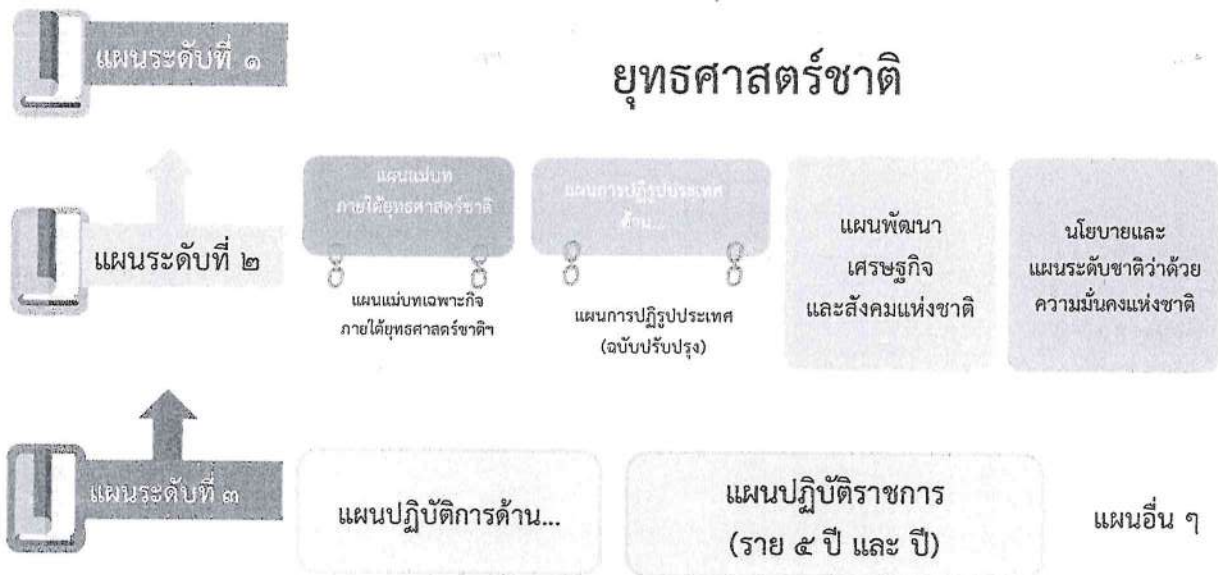 แผนระดับที่ ๑
ยุทธศาสตร์ชาติ
แผนระดับที่ ๒
แผนแม่บท
ภายใต้ยุทธศาสตร์ชาติ
แผนแม่บทเฉพาะกิจ
ภายใต้ยุทธศาสตร์ชาติฯ
แผนการปฏิรูปประเทศ
ด้าน...
แผนการปฏิรูปประเทศ
(ฉบับปรับปรุง)
แผนพัฒนา
เศรษฐกิจ
และสังคมแห่งชาติ
นโยบายและ
แผนระดับชาติว่าด้วย
ความมั่นคงแห่งชาติ
แผนระดับที่ ๓
แผนปฏิบัติการด้าน...
แผนปฏิบัติราชการ
(ราย ๕ ปี และ ปี)
แผนอื่น ๆ